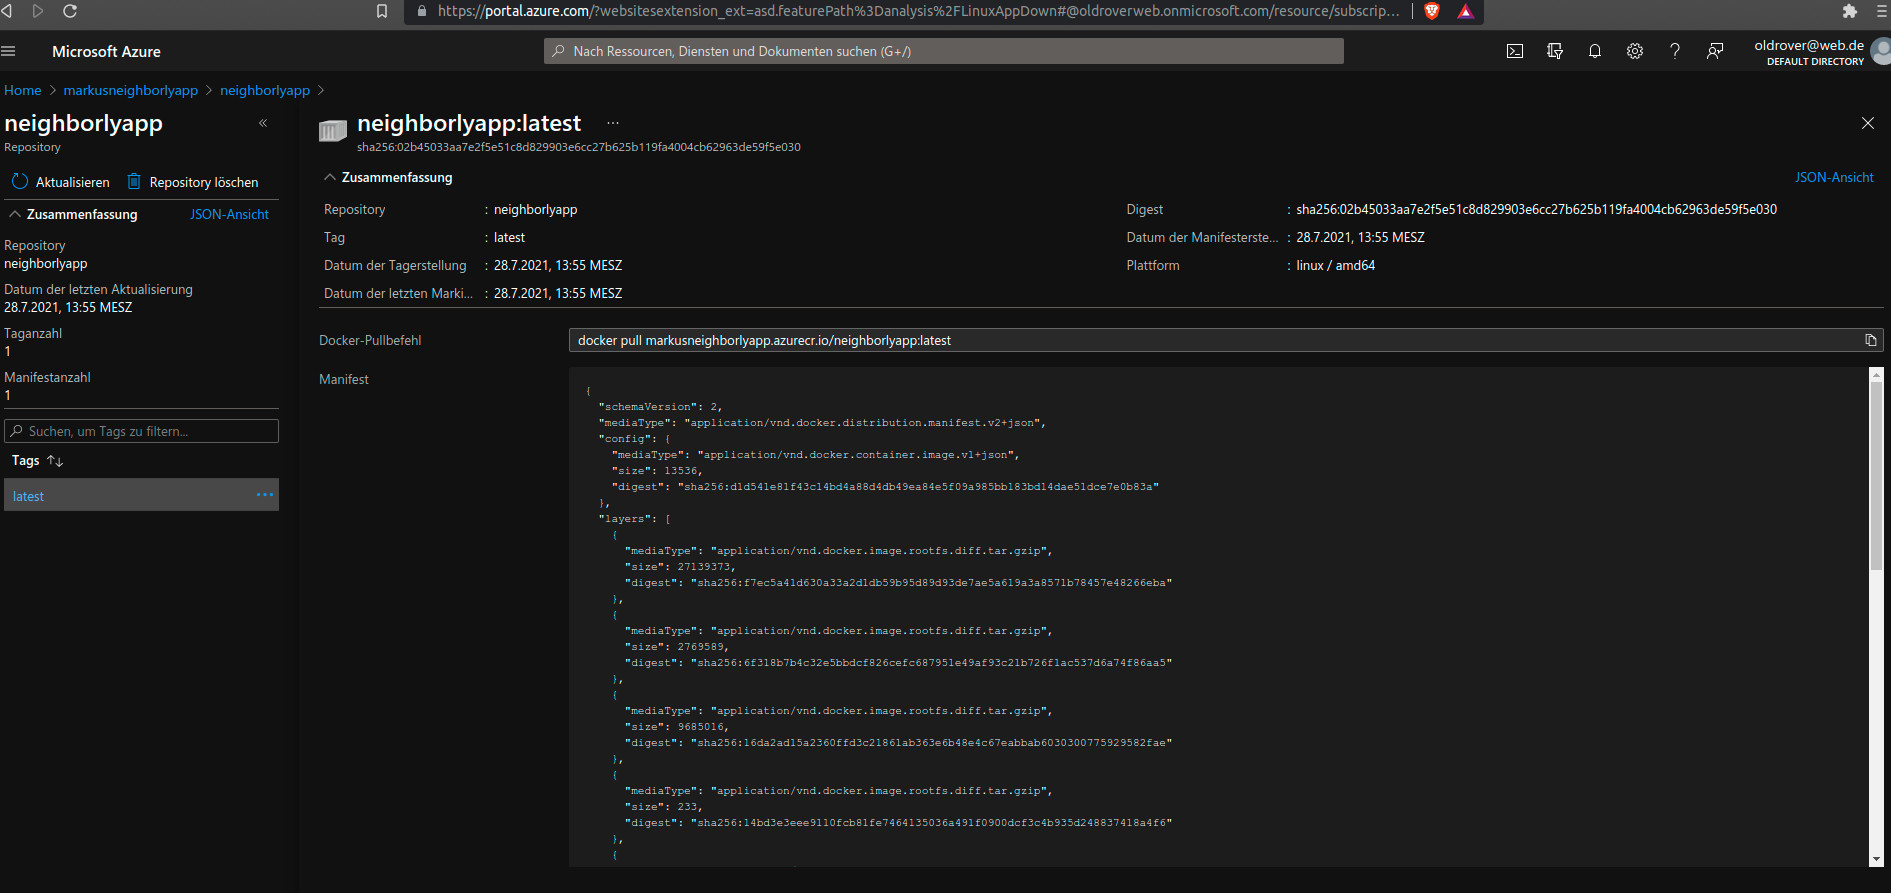 https://portal.azure.com/?websitesextension_ext=asd.featurePath%3Danalysis%2FLinuxAppDown#@oldroverweb.onmicrosoft.com/resource/subscrip...
Microsoft Azure
Nach Ressourcen, Diensten und Dokumenten suchen (G+/)
oldrover@web.de
DEFAULT DIRECTORY
Home > markusneighborlyapp > neighborlyapp >
neighborlyapp
Repository
Aktualisieren Repository löschen
Zusammenfassung JSON-Ansicht
Repository
neighborlyapp
Datum der letzten Aktualisierung
28.7.2021, 13:55 MESZ
Taganzahl
1
Manifestanzahl
1
Suchen, um Tags zu filtern...
Tags
latest ...
neighborlyapp:latest ...
sha256:02b45033aa7e2f5e51c8d829903e6cc27b625b119fa4004cb62963de59f5e030
Zusammenfassung JSON-Ansicht
Repository : neighborlyapp
Tag : latest
Datum der Tagerstellung : 28.7.2021, 13:55 MESZ
Datum der letzten Marki... : 28.7.2021, 13:55 MESZ
Digest : sha256:02b45033aa7e2f5e51c8d829903e6cc27b625b119fa4004cb62963de59f5e030
Datum der Manifesterste... : 28.7.2021, 13:55 MESZ
Plattform : linux / amd64
Docker-Pullbefehl docker pull markusneighborlyapp.azurecr.io/neighborlyapp:latest
Manifest
{
"schemaVersion": 2,
"mediaType": "application/vnd.docker.distribution.manifest.v2+json",
"config": {
"mediaType": "application/vnd.docker.container.image.v1+json",
"size": 13536,
"digest": "sha256:d1d541e81f43c14bd4a88d4db49ea84e5f09a985bb183bd14dae51dce7e0b83a"
},
"layers": [
{
"mediaType": "application/vnd.docker.image.rootfs.diff.tar.gzip",
"size": 27139373,
"digest": "sha256:f7ec5a41d630a33a2d1db59b95d89d93de7ae5a619a3a8571b78457e48266eba"
},
{
"mediaType": "application/vnd.docker.image.rootfs.diff.tar.gzip",
"size": 2769589,
"digest": "sha256:6f318b7b4c32e5bbdcf826cefc687951e49af93c21b726f1ac537d6a74f86aa5"
},
{
"mediaType": "application/vnd.docker.image.rootfs.diff.tar.gzip",
"size": 9685016,
"digest": "sha256:16da2ad15a2360ffd3c21861ab363e6b48e4c67eabbab6030300775929582fae"
},
{
"mediaType": "application/vnd.docker.image.rootfs.diff.tar.gzip",
"size": 233,
"digest": "sha256:14bd3e3eee9110fcb81fe7464135036a491f0900dcf3c4b935d248837418a4f6"
},
{